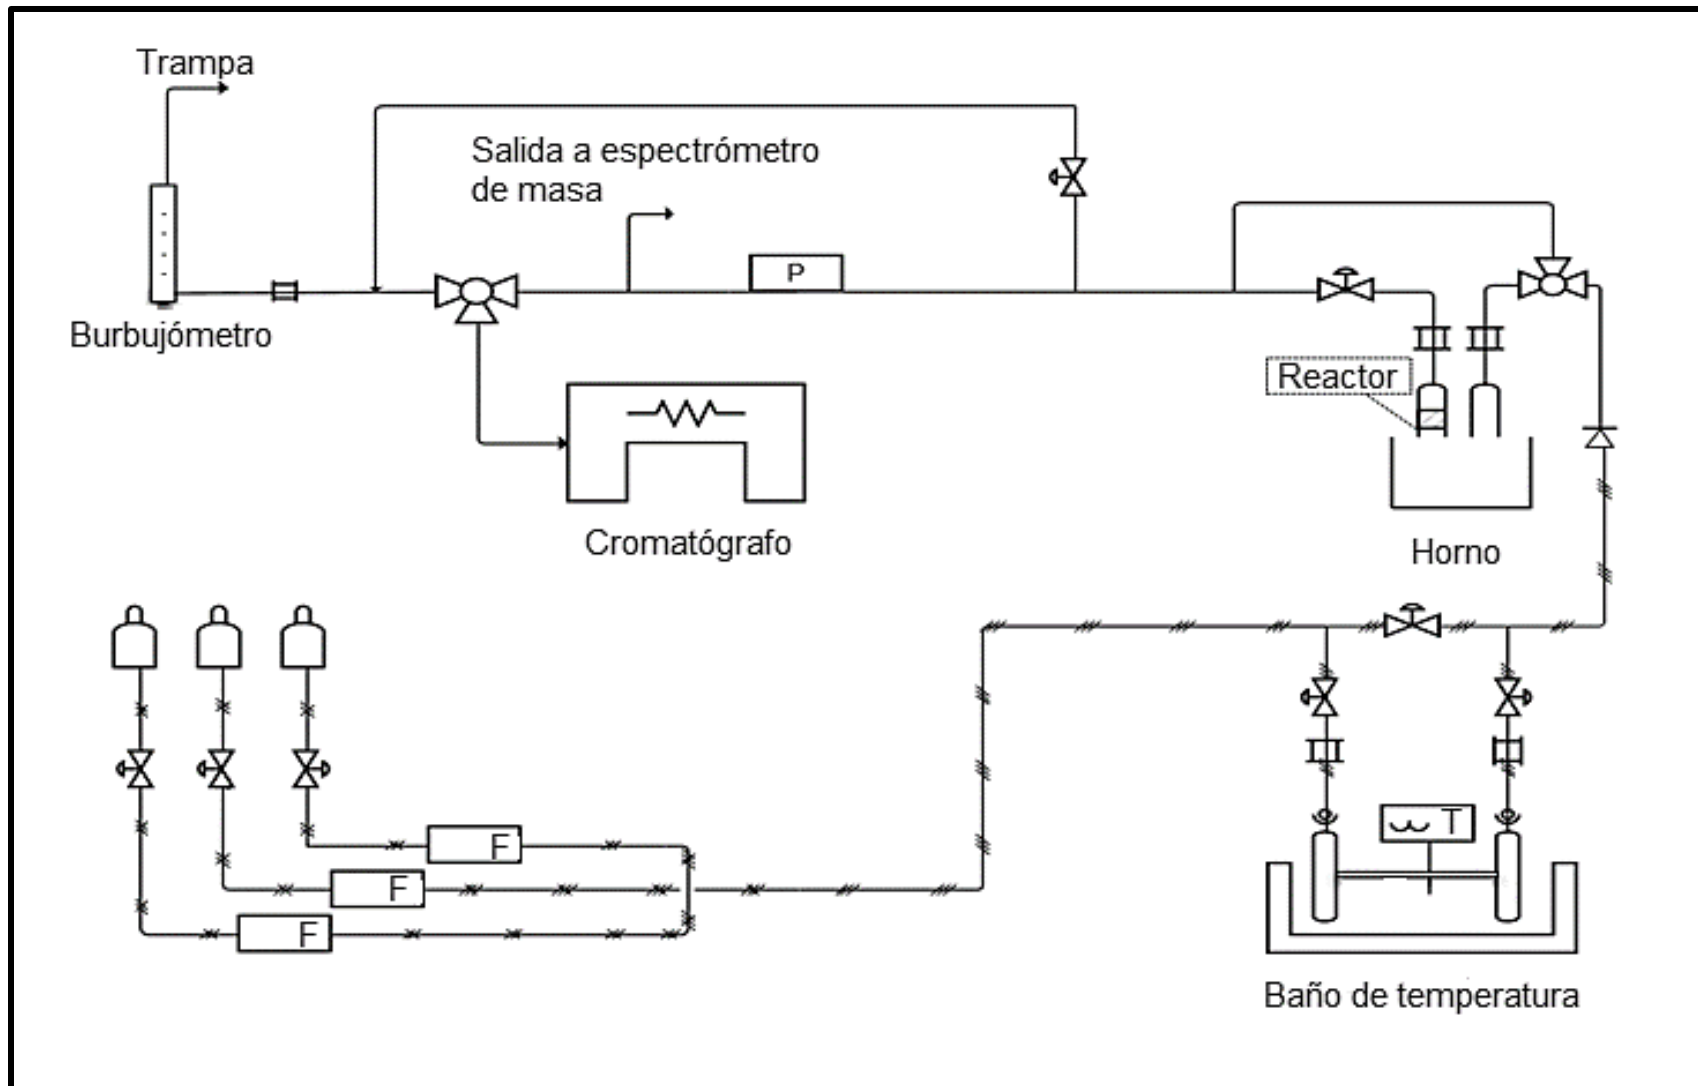 Trampa
Salida a espectrómetro
de masa
P
Burbujómetro
Reactor
Cromatógrafo
Horno
F
F
F
T
Baño de temperatura